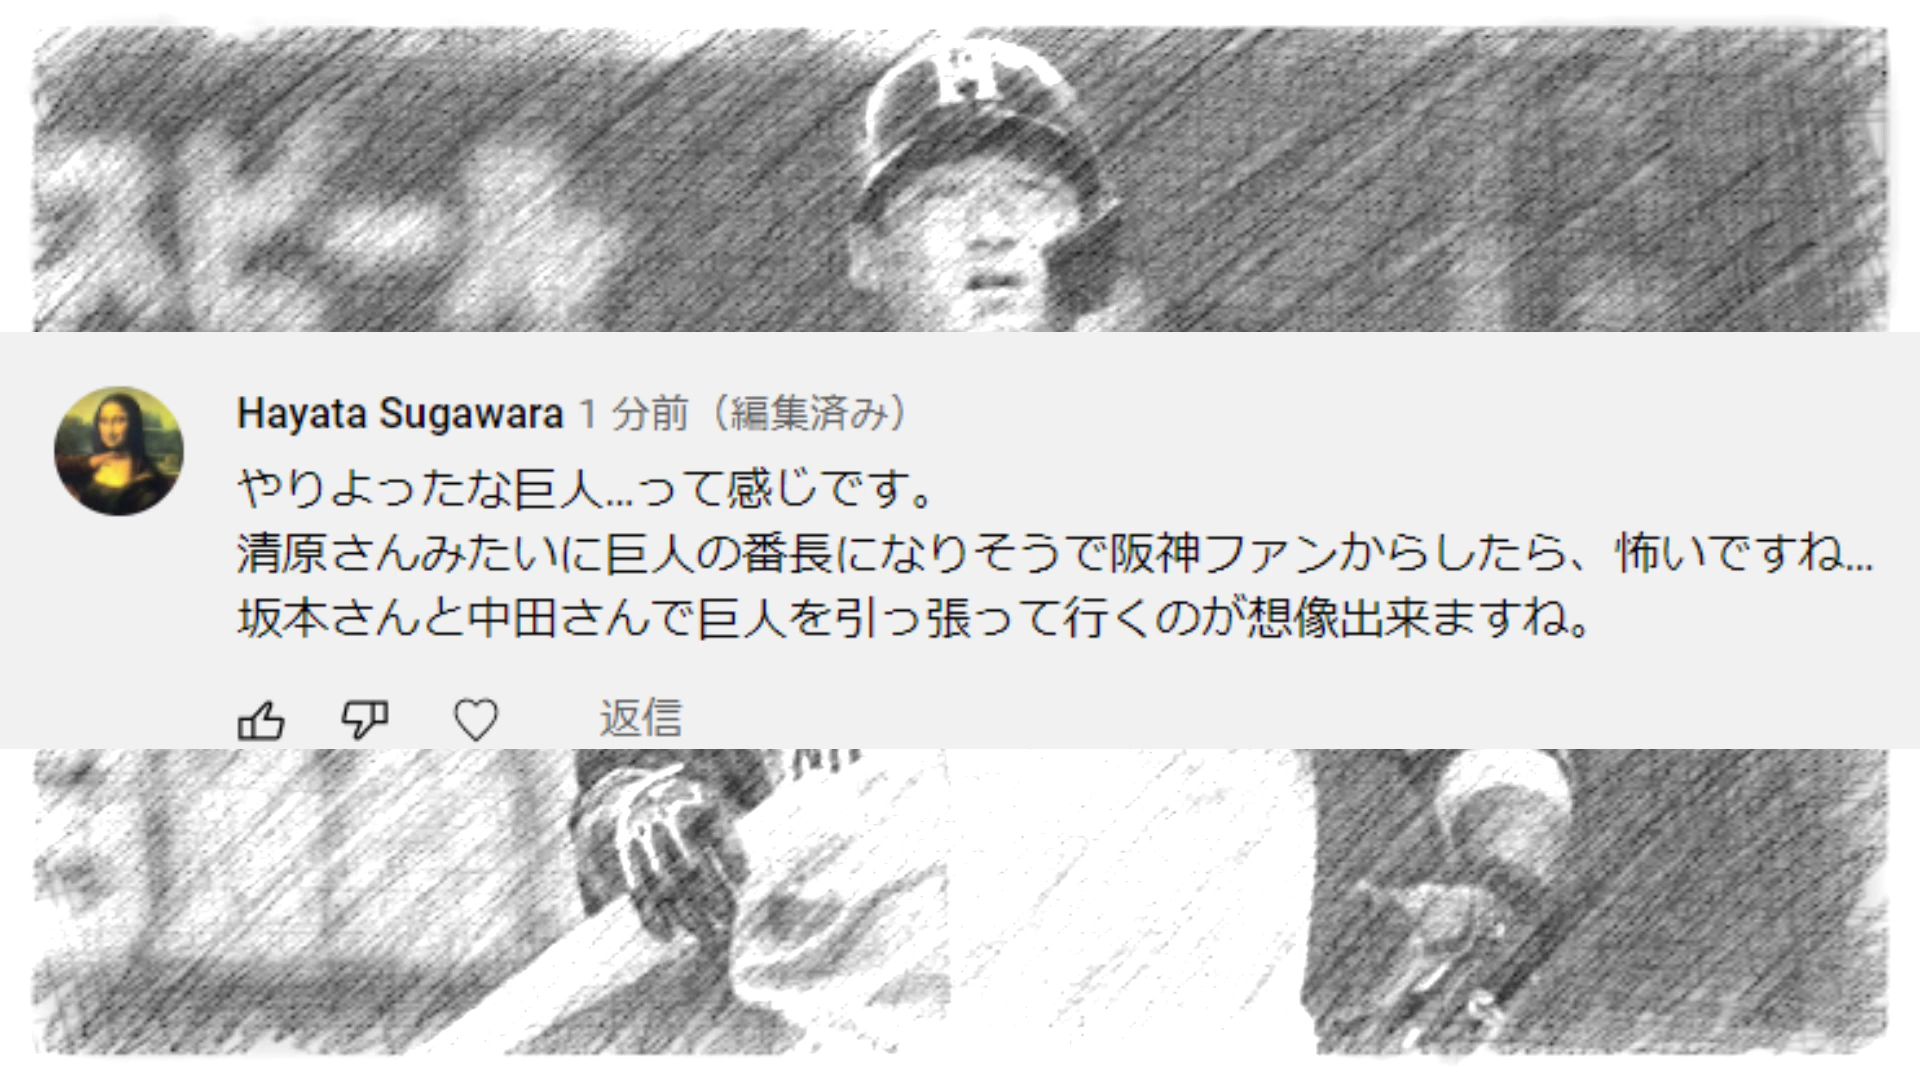 Hayata Sugawara 1 分前（編集済み）
やりよったな巨人...って感じです。
清原さんみたいに巨人の番長になりそうで阪神ファンからしたら、怖いですね...
坂本さんと中田さんで巨人を引っ張って行くのが想像出来ますね。
返信